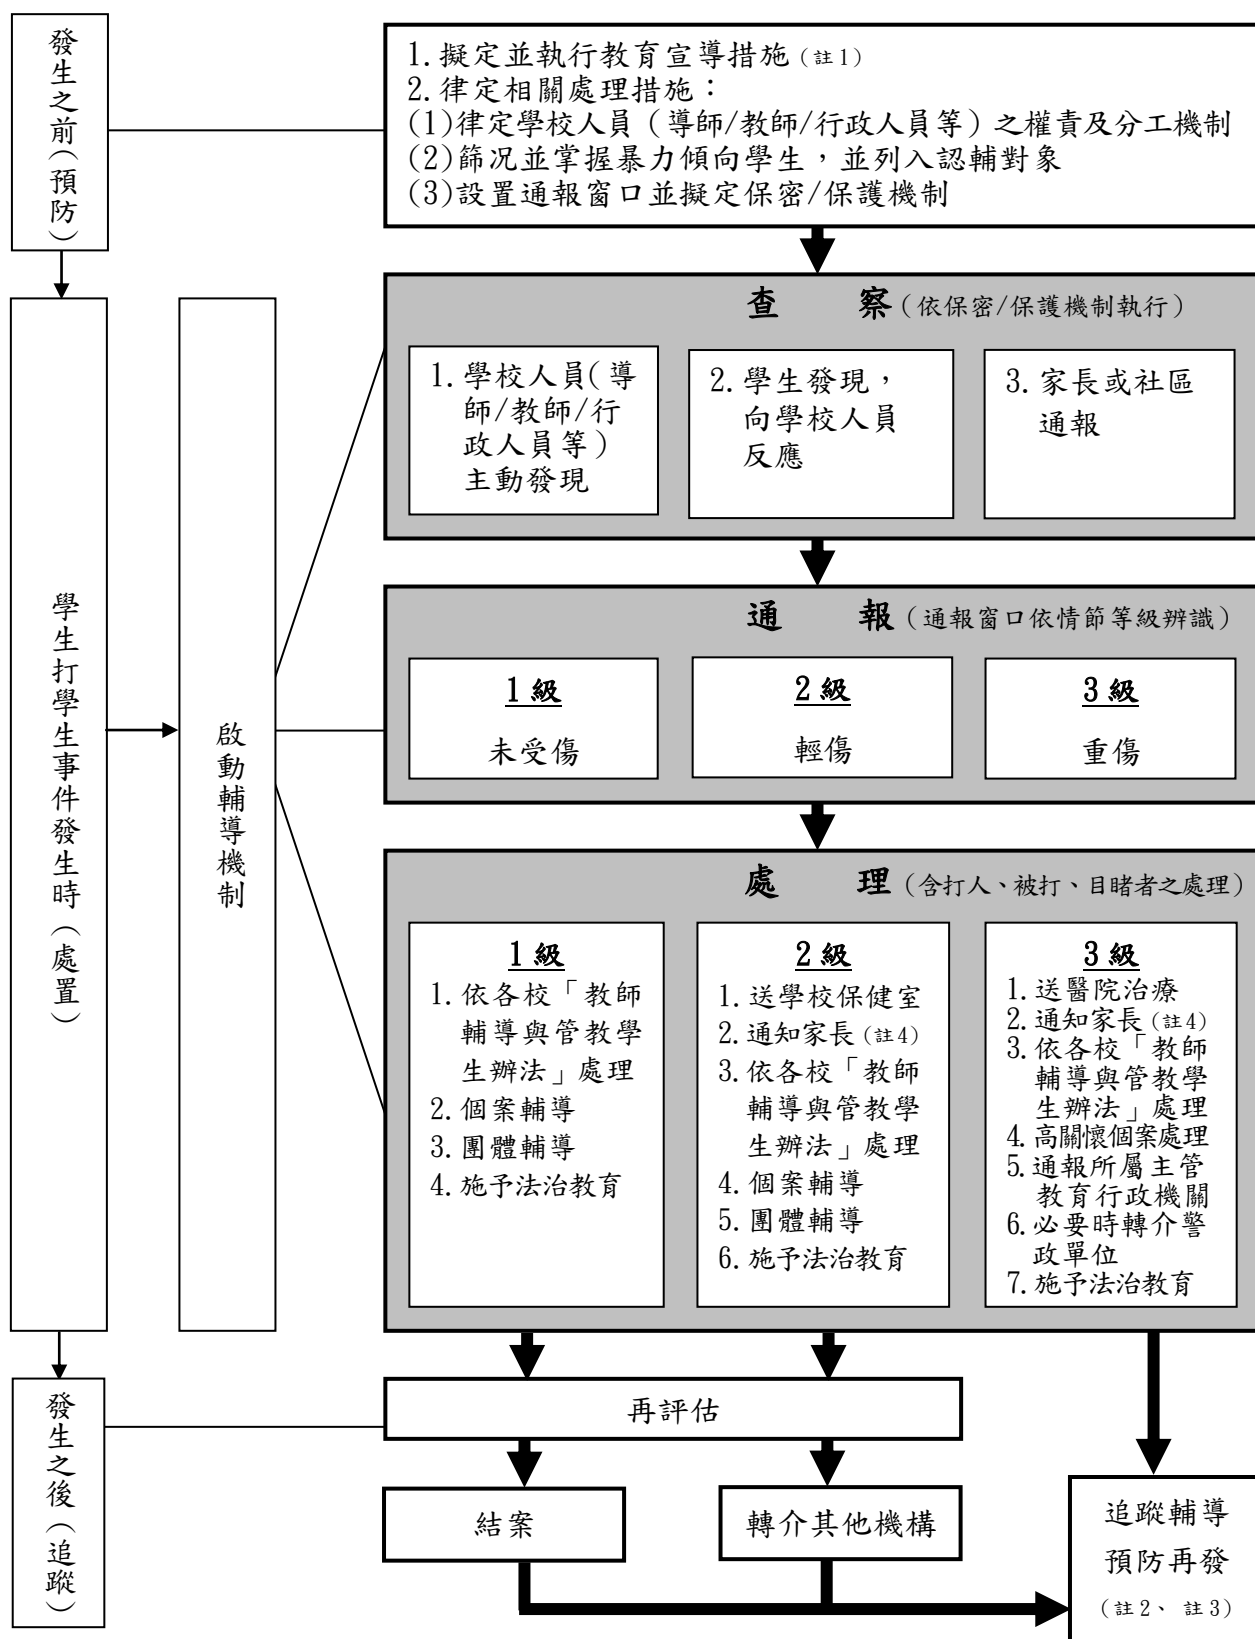 發生之前（預防）
1.擬定並執行教育宣導措施（註1）
2.律定相關處理措施：
(1)律定學校人員（導師/教師/行政人員等）之權責及分工機制
(2)篩況並掌握暴力傾向學生，並列入認輔對象
(3)設置通報窗口並擬定保密/保護機制
學生打學生事件發生時（處置）
啟動輔導機制
查 察（依保密/保護機制執行）
1.學校人員(導
師/教師/行
政人員等)
主動發現
2.學生發現，
向學校人員
反應
3.家長或社區
通報
通 報（通報窗口依情節等級辨識）
1級
未受傷
2級
輕傷
3級
重傷
處 理（含打人、被打、目睹者之處理）
1級
1.依各校「教師
輔導與管教學
生辦法」處理
2.個案輔導
3.團體輔導
4.施予法治教育
2級
1.送學校保健室
2.通知家長(註4)
3.依各校「教師
輔導與管教學
生辦法」處理
4.個案輔導
5.團體輔導
6.施予法治教育
3級
1.送醫院治療
2.通知家長(註4)
3.依各校「教師
輔導與管教學
生辦法」處理
4.高關懷個案處理
5.通報所屬主管
教育行政機關
6.必要時轉介警
政單位
7.施予法治教育
發生之後（追蹤）
再評估
結案
轉介其他機構
追蹤輔導
預防再發
（註2、 註3）